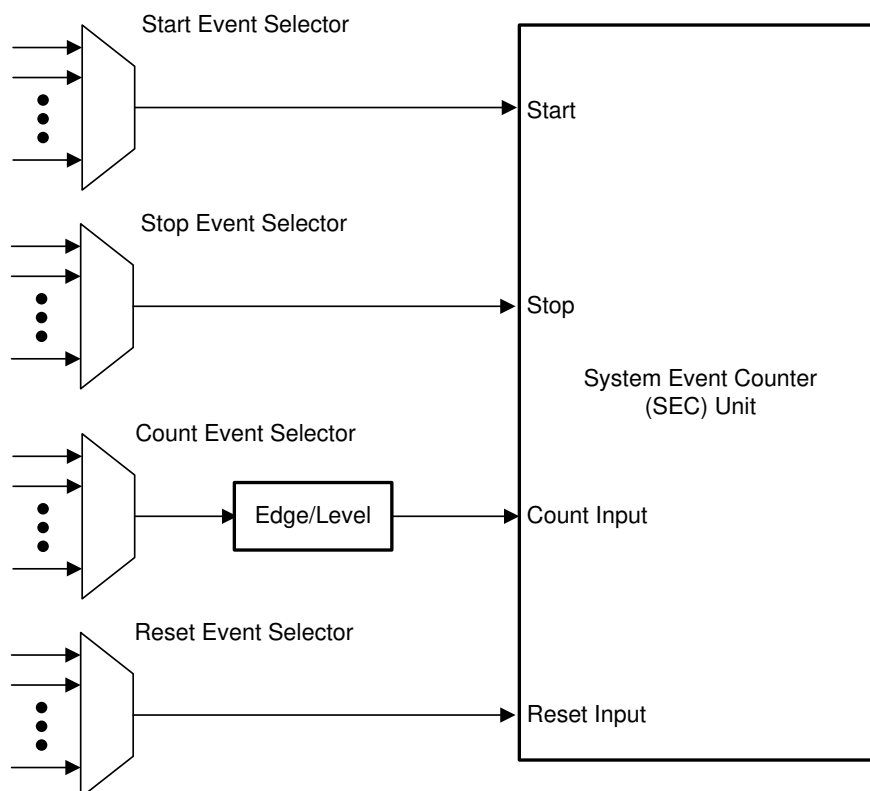 Start Event Selector
Start
Stop Event Selector
Stop
System Event Counter
(SEC) Unit
Count Event Selector
Edge/Level
Count Input
Reset Event Selector
Reset Input